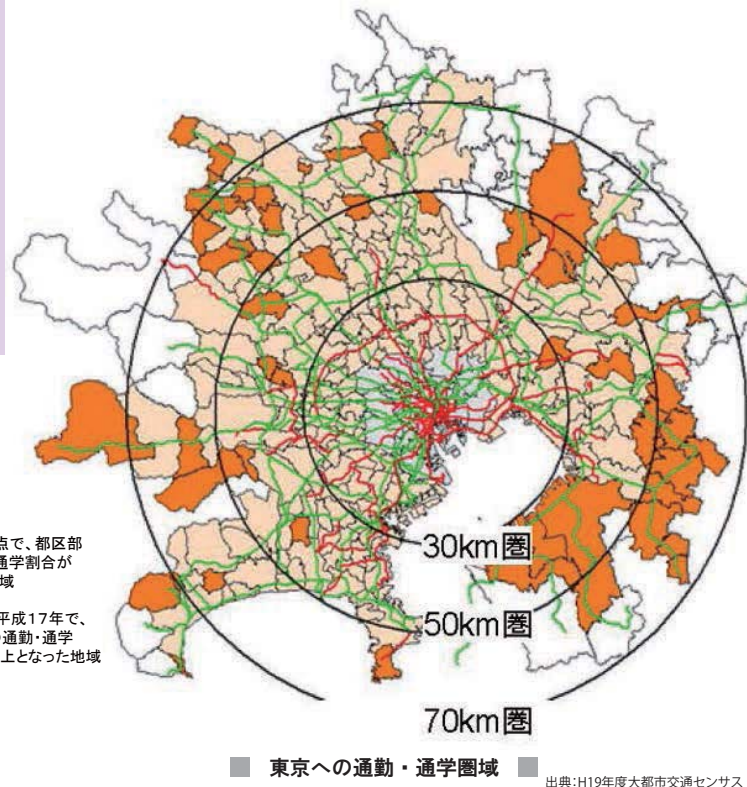 30km圏
点で、都区部
通学割合が
域
平成17年で、
通勤・通学
上となった地域
50km圏
70km圏
東京への通勤・通学圏域
出典:H19年度大都市交通センサス